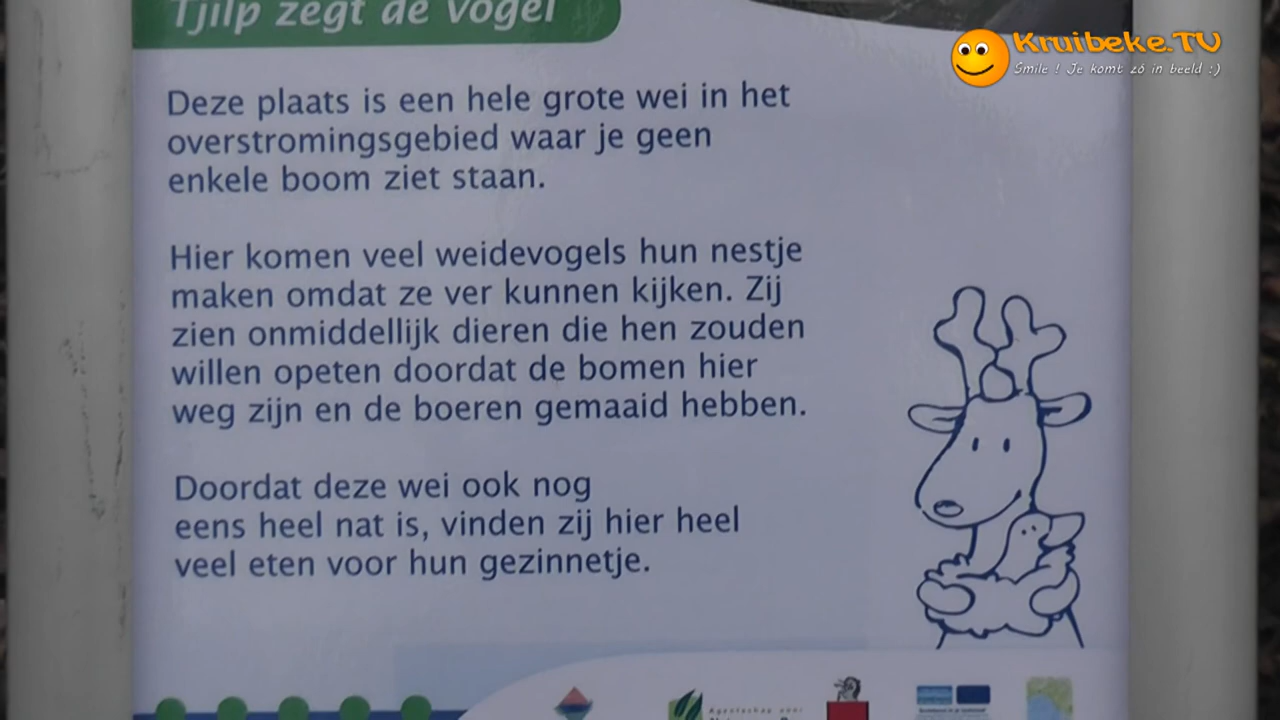 Tjilp zegt de vogel
Kruibeke.TV
Smile ! Je komt zó in beeld :)
Deze plaats is een hele grote wei in het
overstromingsgebied waar je geen
enkele boom ziet staan.
Hier komen veel weidevogels hun nestje
maken omdat ze ver kunnen kijken. Zij
zien onmiddellijk dieren die hen zouden
willen opeten doordat de bomen hier
weg zijn en de boeren gemaaid hebben.
Doordat deze wei ook nog
eens heel nat is, vinden zij hier heel
veel eten voor hun gezinnetje.
Agentschap voor